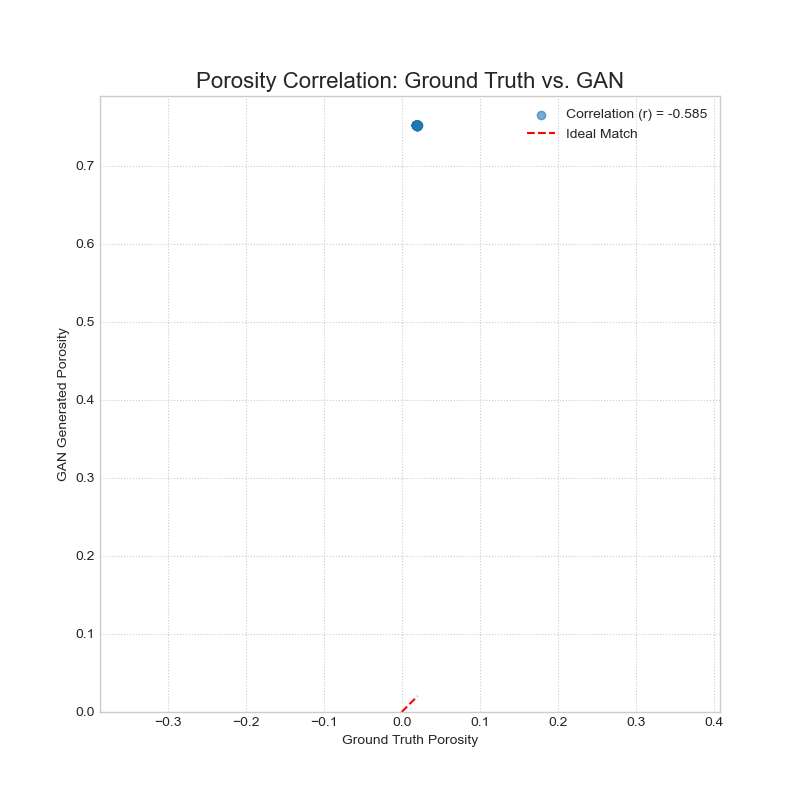 Porosity Correlation: Ground Truth vs. GAN
Correlation (r) = -0.585
Ideal Match
GAN Generated Porosity
0.7
0.6
0.5
0.4
0.3
0.2
0.1
0.0
−0.3 −0.2 −0.1 0.0 0.1 0.2 0.3 0.4
Ground Truth Porosity